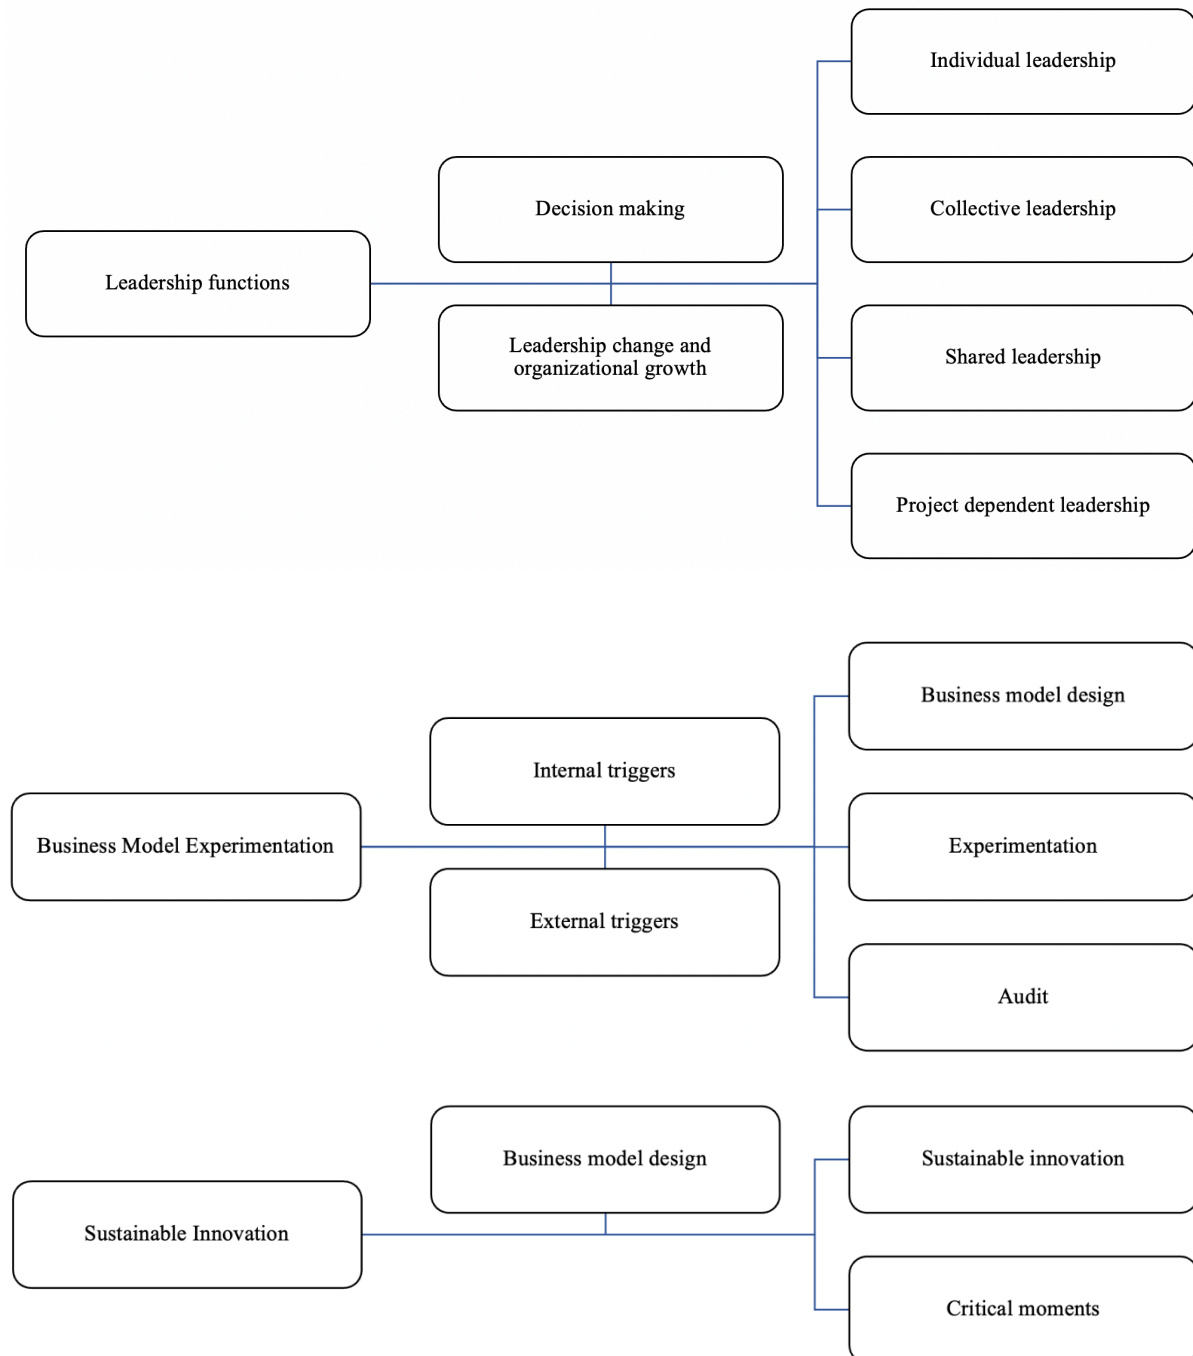 Leadership functions
Decision making
Leadership change and
organizational growth
Individual leadership
Collective leadership
Shared leadership
Project dependent leadership
Business Model Experimentation
Internal triggers
External triggers
Business model design
Experimentation
Audit
Sustainable Innovation
Business model design
Sustainable innovation
Critical moments